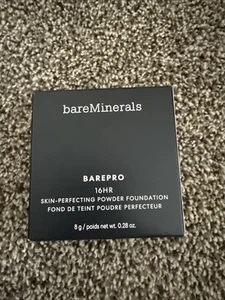 bareMinerals
BAREPRO
16HR
SKIN-PERFECTING POWDER FOUNDATION
FOND DE TEINT POUDRE PERFECTEUR
8 g / poids net wt. 0.28 oz.